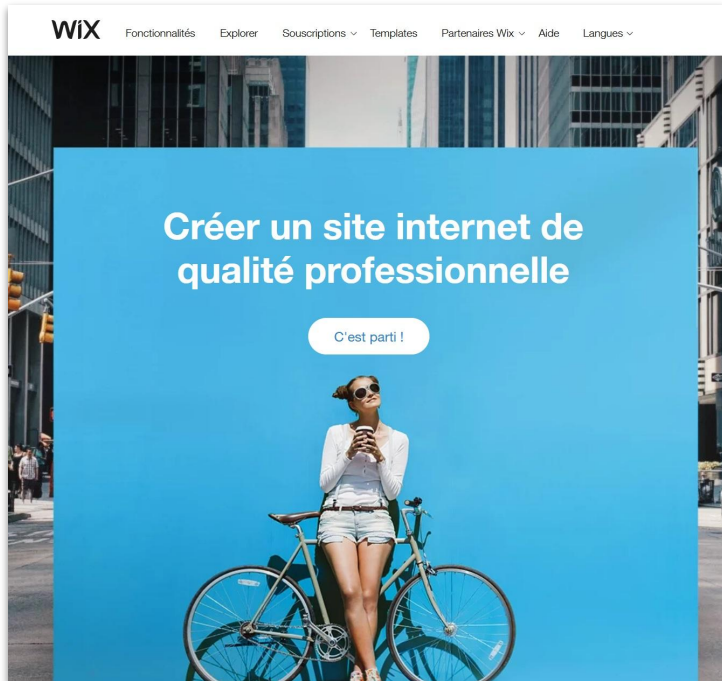 WiX
Fonctionnalités Explorer Souscriptions Templates Partenaires Wix Aide Langues
Créer un site internet de
qualité professionnelle
C'est parti !